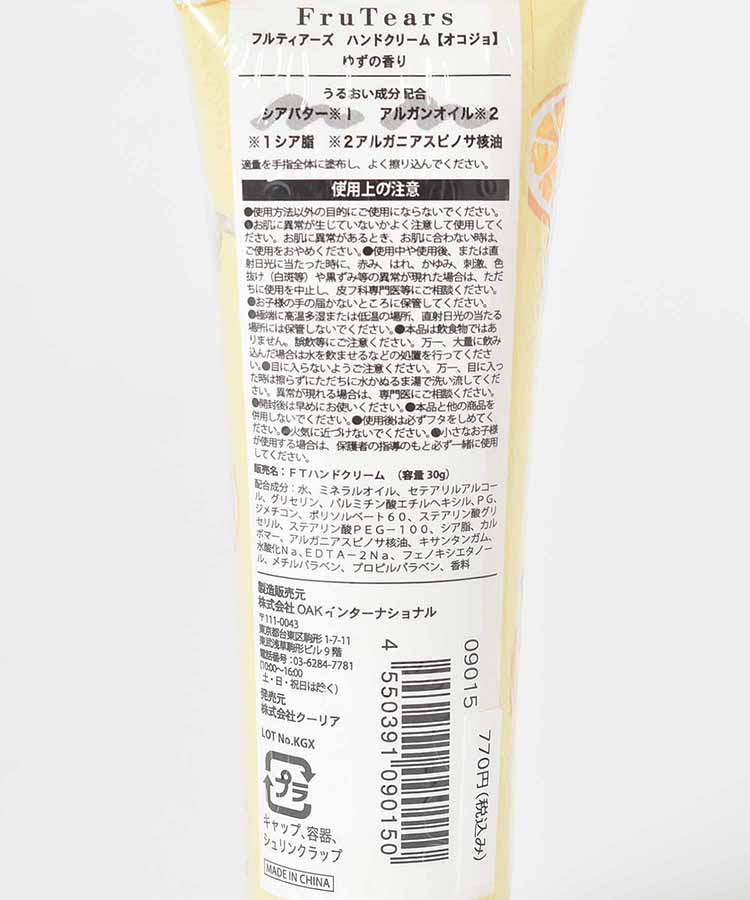 FruTears
フルティアーズ　ハンドクリーム【オコジョ】
ゆずの香り
うるおい成分配合
シアバター※1　アルガンオイル※2
※1シア脂　※2アルガニアスピノサ核油
適量を手指全体に塗布し、よく擦り込んでください。
使用上の注意
●使用方法以外の目的にご使用にならないでください。
●お肌に異常が生じていないかよく注意して使用してく
ださい。お肌に異常があるとき、お肌に合わない時は、
ご使用をおやめください。●使用中や使用後、または直
射日光に当たった時に、赤み、はれ、かゆみ、刺激、色
抜け（白斑等）や黒ずみ等の異常が現れた場合は、ただ
ちに使用を中止し、皮フ科専門医等にご相談ください。
●お子様の手の届かないところに保管してください。
●極端に高温多湿または低温の場所、直射日光の当たる
場所には保管しないでください。●本品は飲食物ではあ
りません。誤飲等にご注意ください。万一、大量に飲み
込んだ場合は水を飲ませるなどの処置を行ってくださ
い。●目に入らないようご注意ください。万一、目に入っ
た時は擦らずにただちに水かぬるま湯で洗い流してくだ
さい。異常が現れる場合は、専門医にご相談ください。
●開封後は早めにお使いください。●本品と他の商品を
併用しないでください。●使用後は必ずフタをしめてく
ださい。●火気に近づけないでください。●小さなお子様
が使用する場合は、保護者の指導のもと必ず一緒に使用
してください。
販売名：FTハンドクリーム　（容量 30g）
配合成分：水、ミネラルオイル、セテアリルアルコー
ル、グリセリン、パルミチン酸エチルヘキシル、PG、
ジメチコン、ポリソルベート60、ステアリン酸グリ
セリル、ステアリン酸PEG－100、シア脂、カル
ボマー、アルガニアスピノサ核油、キサンタンガム、
水酸化Na、EDTA－2Na、フェノキシエタノー
ル、メチルパラベン、プロピルパラベン、香料
製造販売元
株式会社OAKインターナショナル
〒111-0043
東京都台東区駒形1-7-11
東武浅草駒形ビル9階
電話番号：03-6284-7781
(10:00～16:00
土・日・祝日は除く)
発売元
株式会社クーリア
LOT No.KGX
プラ
キャップ、容器、
シュリンクラップ
MADE IN CHINA
4 550391 090150
09015
770円(税込み)